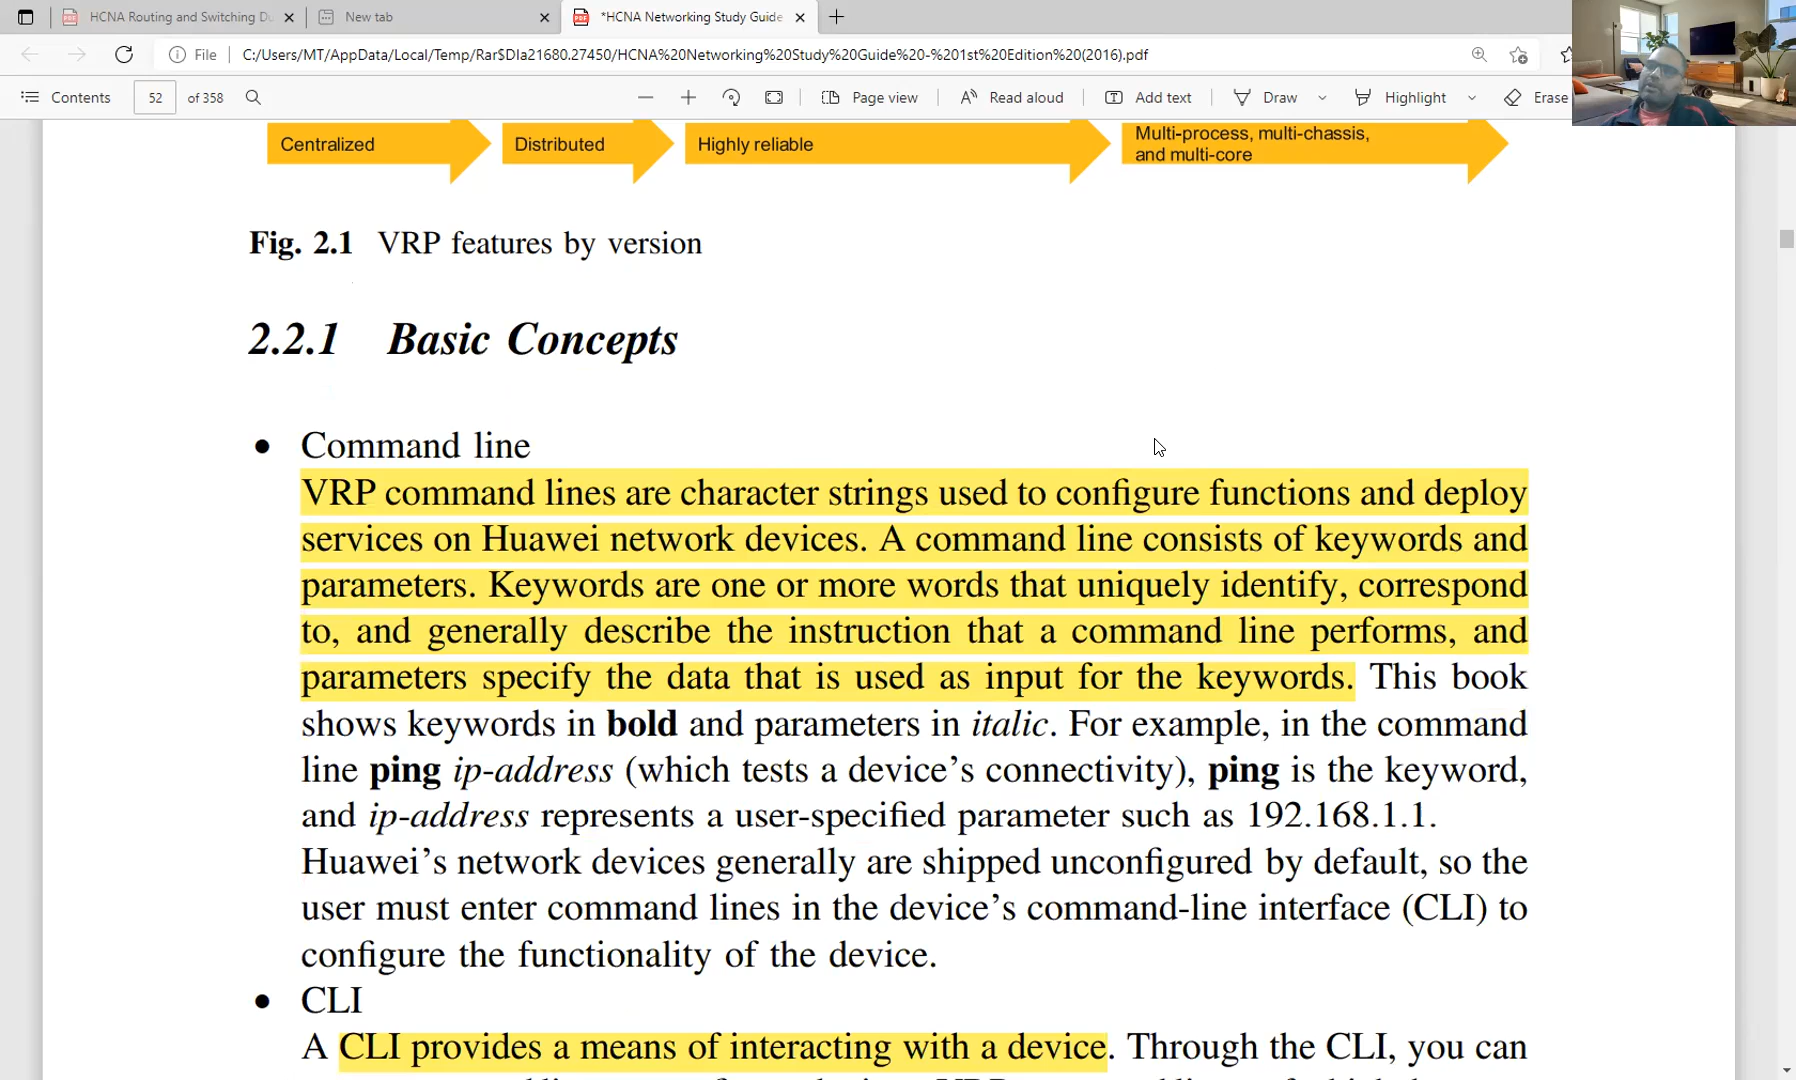 HCNA Routing and Switching Du
New tab
*HCNA Networking Study Guide
File
C:/Users/MT/AppData/Local/Temp/Rar$DIa21680.27450/HCNA%20Networking%20Study%20Guide%20-%201st%20Edition%20(2016).pdf
Contents
52
of 358
Page view
Read aloud
Add text
Draw
Highlight
Erase
Centralized
Distributed
Highly reliable
Multi-process, multi-chassis,
and multi-core
Fig. 2.1 VRP features by version
2.2.1 Basic Concepts
• Command line
VRP command lines are character strings used to configure functions and deploy
services on Huawei network devices. A command line consists of keywords and
parameters. Keywords are one or more words that uniquely identify, correspond
to, and generally describe the instruction that a command line performs, and
parameters specify the data that is used as input for the keywords. This book
shows keywords in bold and parameters in italic. For example, in the command
line ping ip-address (which tests a device's connectivity), ping is the keyword,
and ip-address represents a user-specified parameter such as 192.168.1.1.
Huawei's network devices generally are shipped unconfigured by default, so the
user must enter command lines in the device's command-line interface (CLI) to
configure the functionality of the device.
• CLI
A CLI provides a means of interacting with a device. Through the CLI, you can